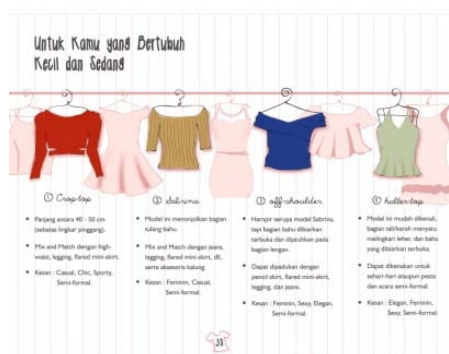 Untuk Kamu yang Bertubuh
Kecil dan Sedang
① Crop-top
• Panjang antara 40 - 50 cm
(sebatas lingkar pinggang).
• Mix and Match dengan high-
waist, legging, flared mini-skirt.
• Kesan : Casual, Chic, Sporty,
Semi-formal.
② Sabrina
• Model ini menonjolkan bagian
tulang bahu.
• Mix and Match dengan jeans,
legging, flared mini-skirt, dll,
serta aksesoris kalung.
• Kesan : Feminin, Casual,
Semi-formal.
③ off-shoulder
• Hampir serupa model Sabrina,
tapi bagian bahu dibiarkan
terbuka dan dijatuhkan pada
bagian lengan.
• Dapat dipadukan dengan
pencil skirt, flared mini-skirt,
legging, dan jeans.
• Kesan : Feminin, Sexy, Elegan,
Semi-formal.
④ halter-top
• Model ini mudah dikenali,
bagian tali/kerah menyatu
melingkari leher, dan bahu
yang dibiarkan terbuka.
• Dapat dikenakan untuk
sehari-hari ataupun pesta
dan acara semi-formal.
• Kesan : Elegan, Feminin,
Sexy, Semi-formal.